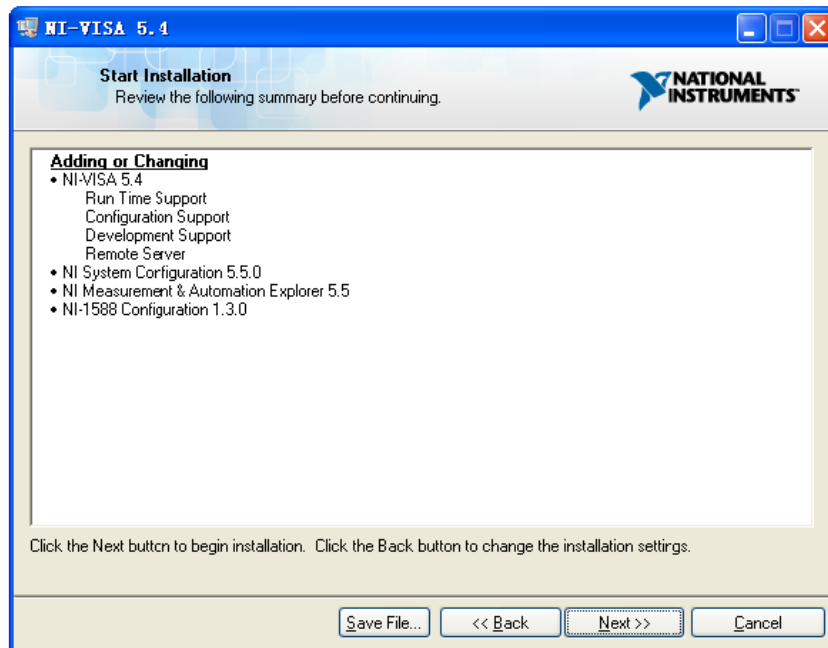 NI-VISA 5.4
Start Installation
Review the following summary before continuing.
NATIONAL
INSTRUMENTS
Adding or Changing
• NI-VISA 5.4
Run Time Support
Configuration Support
Development Support
Remote Server
• NI System Configuration 5.5.0
• NI Measurement & Automation Explorer 5.5
• NI-1588 Configuration 1.3.0
Click the Next button to begin installation. Click the Back button to change the installation settings.
Save File... << Back Next >> Cancel